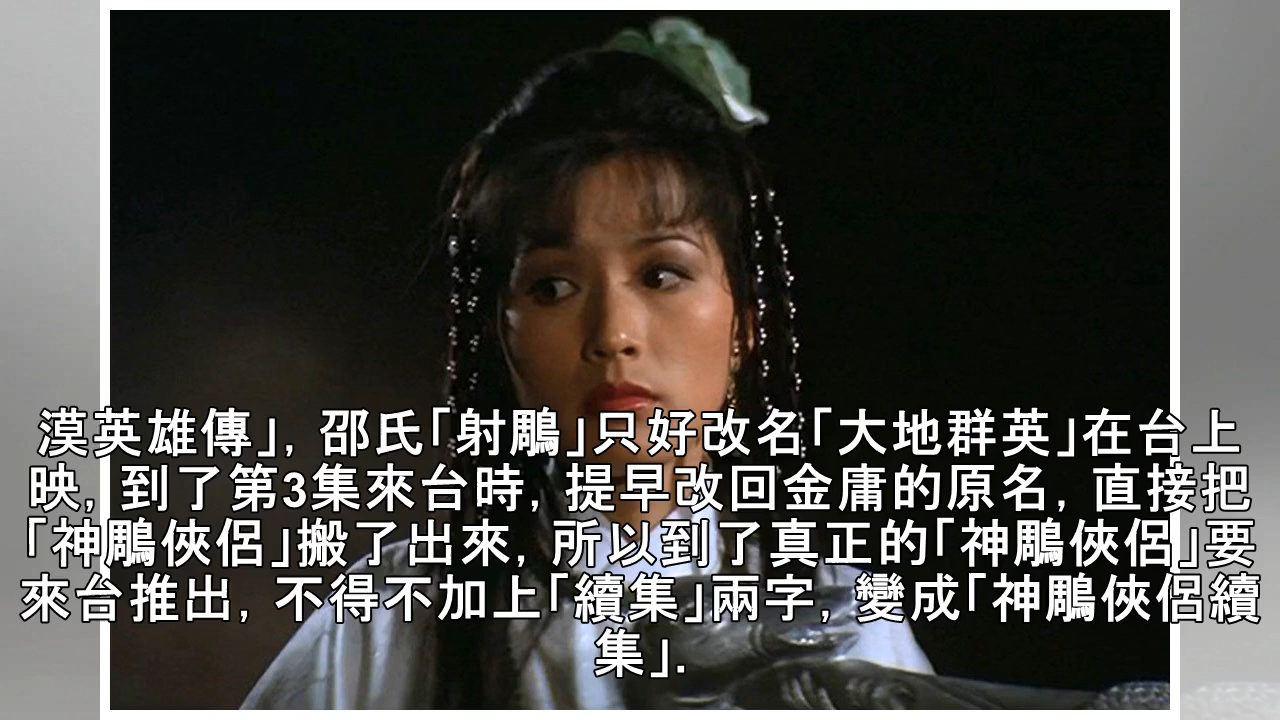 漠英雄傳」, 邵氏「射鵰」只好改名「大地群英」在台上
映, 到了第3集來台時, 提早改回金庸的原名, 直接把
「神鵰俠侶」搬了出來, 所以到了真正的「神鵰俠侶」要
來台推出, 不得不加上「續集」兩字, 變成「神鵰俠侶續
集」.